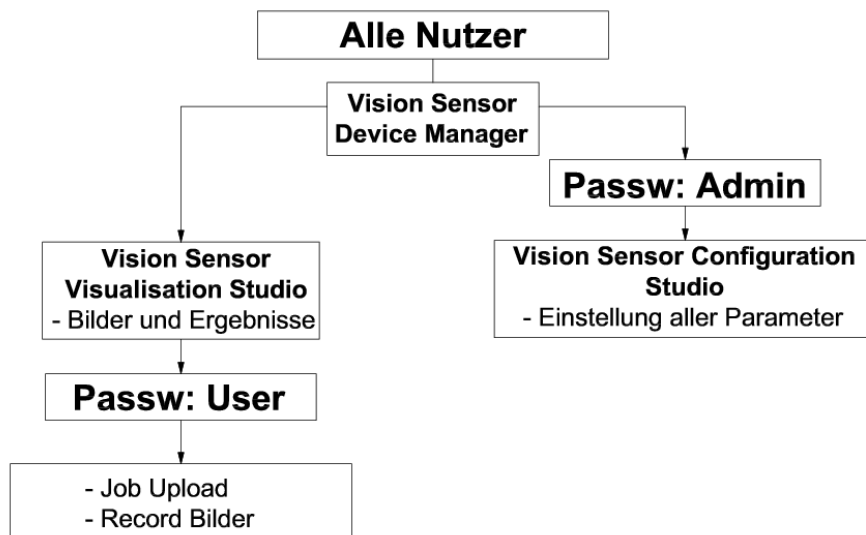 Alle Nutzer
Vision Sensor
Device Manager
Passw: Admin
Vision Sensor
Visualisation Studio
- Bilder und Ergebnisse
Vision Sensor Configuration
Studio
- Einstellung aller Parameter
Passw: User
- Job Upload
- Record Bilder